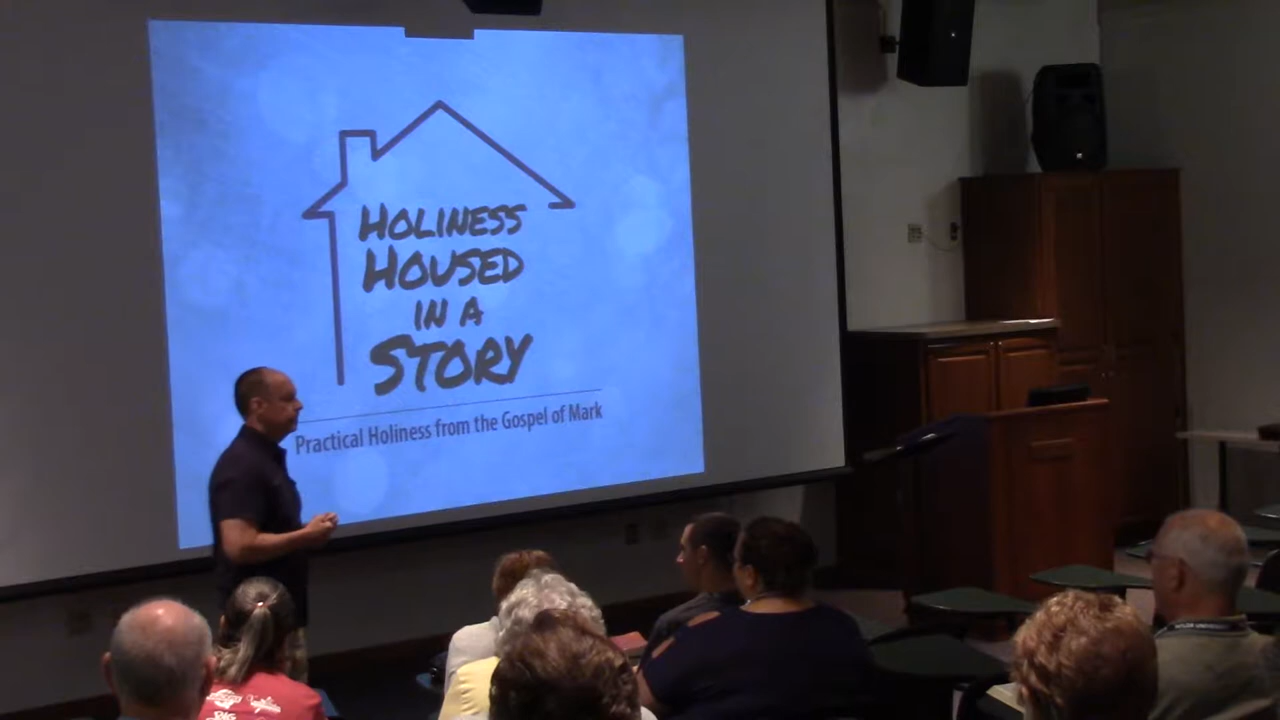 HOLINESS
HOUSED
IN A
STORY
Practical Holiness from the Gospel of Mark